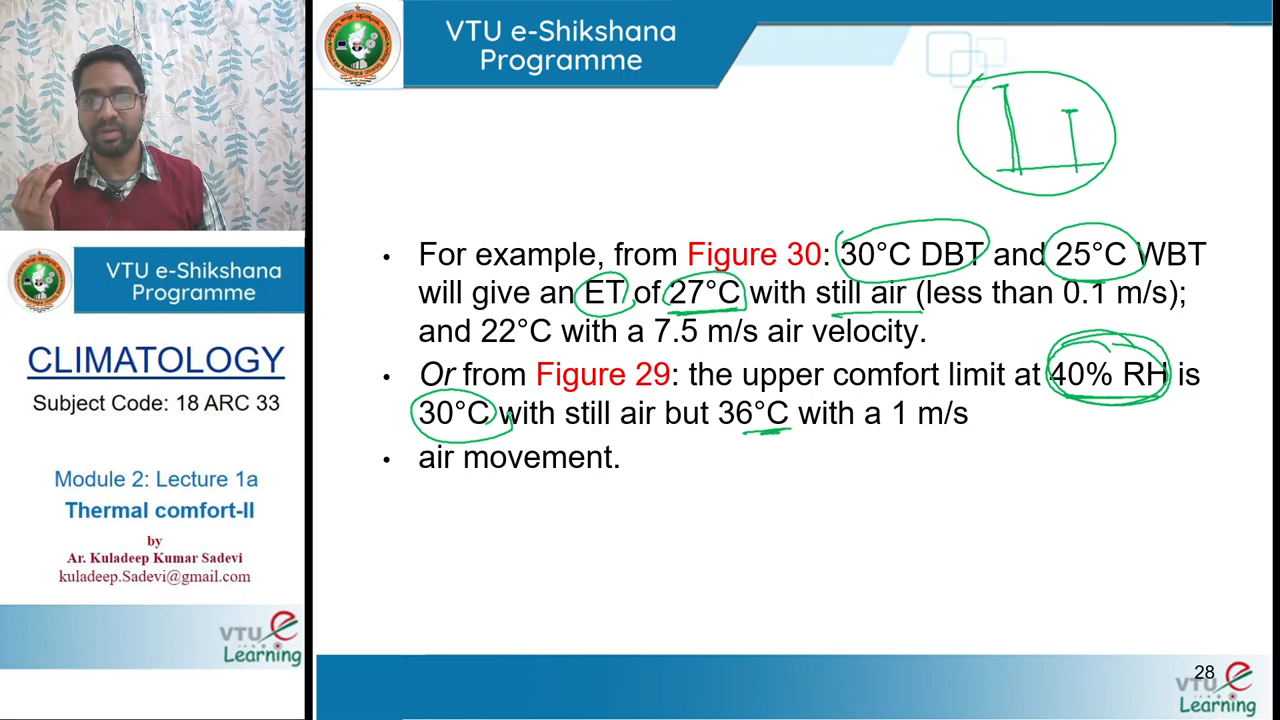 VTU e-Shikshana
Programme
• For example, from Figure 30: 30°C DBT and 25°C WBT
will give an ET of 27°C with still air (less than 0.1 m/s);
and 22°C with a 7.5 m/s air velocity.
• Or from Figure 29: the upper comfort limit at 40% RH is
30°C with still air but 36°C with a 1 m/s
• air movement.
VTU e-Shikshana
Programme
CLIMATOLOGY
Subject Code: 18 ARC 33
Module 2: Lecture 1a
Thermal comfort-II
by
Ar. Kuladeep Kumar Sadevi
kuladeep.Sadevi@gmail.com
VTU e
Learning
28
VTU e
Learning